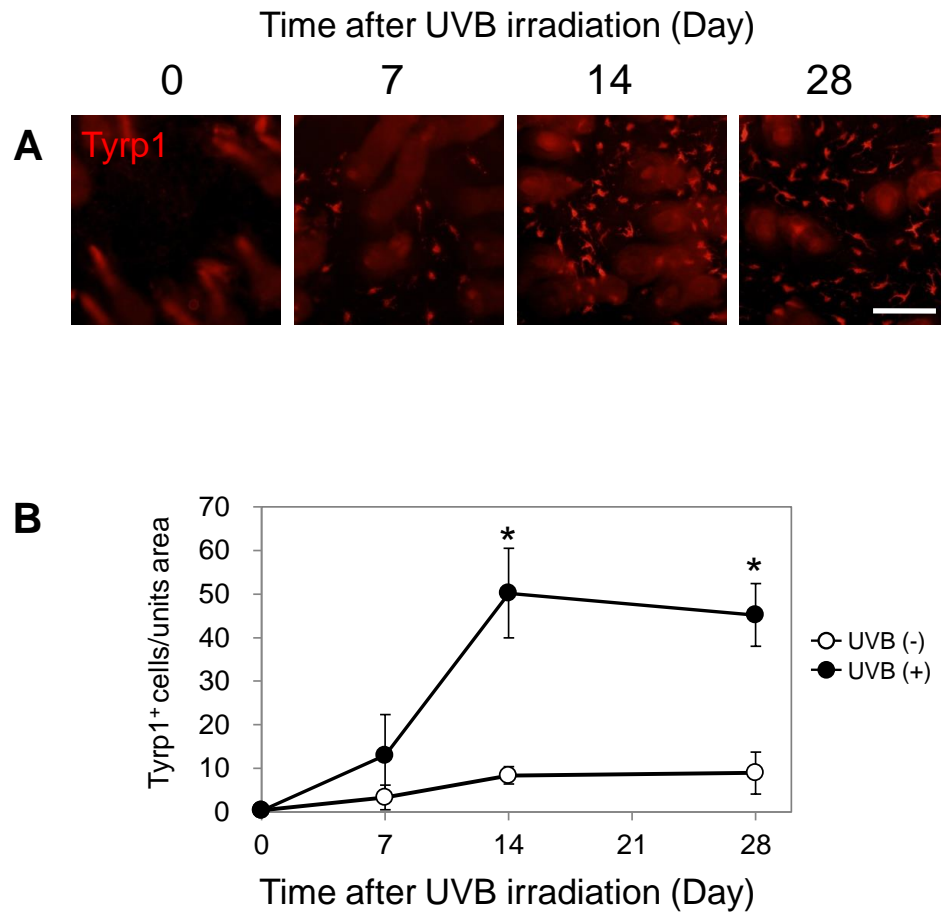 Time after UVB irradiation (Day)
0 7 14 28
A
Tyrp1
B
Tyrp1⁺ cells/units area
70
60
50
40
30
20
10
0
* *
0 7 14 21 28
Time after UVB irradiation (Day)
UVB (-)
UVB (+)